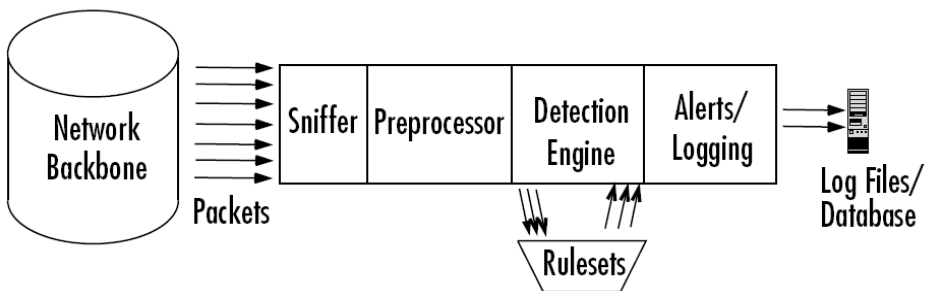 Network
Backbone
Packets
Sniffer
Preprocessor
Detection
Engine
Alerts/
Logging
Rulesets
Log Files/
Database